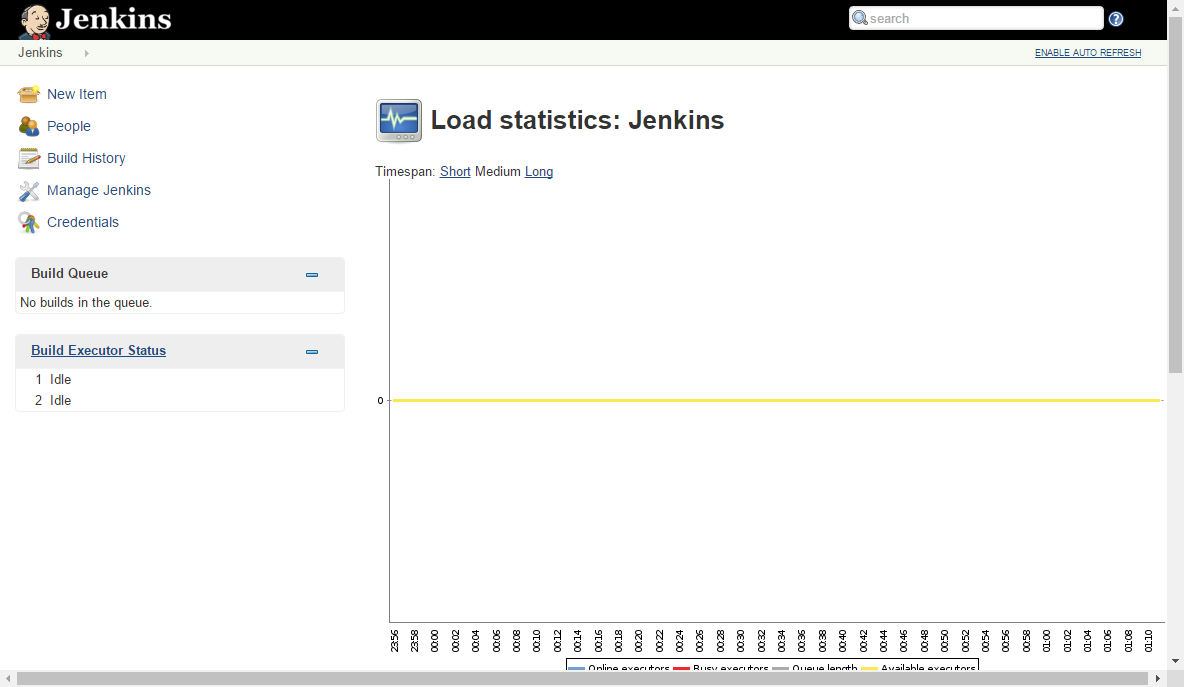 Jenkins
search
Jenkins
ENABLE AUTO REFRESH
New Item
People
Build History
Manage Jenkins
Credentials
Build Queue
No builds in the queue.
Build Executor Status
1 Idle
2 Idle
Load statistics: Jenkins
Timespan: Short Medium Long
0
23:56 23:58 00:00 00:02 00:04 00:06 00:08 00:10 00:12 00:14 00:16 00:18 00:20 00:22 00:24 00:26 00:28 00:30 00:32 00:34 00:36 00:38 00:40 00:42 00:44 00:46 00:48 00:50 00:52 00:54 00:56 00:58 01:00 01:02 01:04 01:06 01:08 01:10
Online executors Busy executors Queue length Available executors